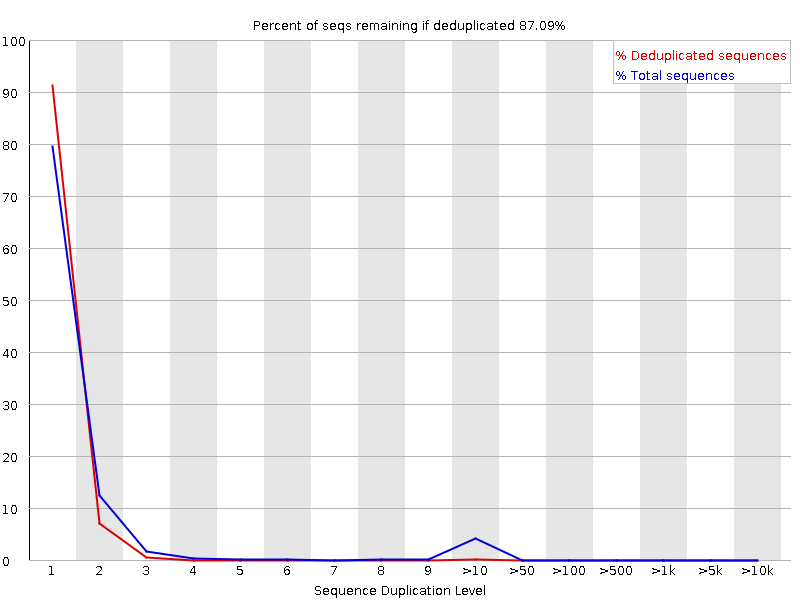 Percent of seqs remaining if deduplicated 87.09%
% Deduplicated sequences
% Total sequences
100
90
80
70
60
50
40
30
20
10
0
1 2 3 4 5 6 7 8 9 >10 >50 >100 >500 >1k >5k >10k
Sequence Duplication Level